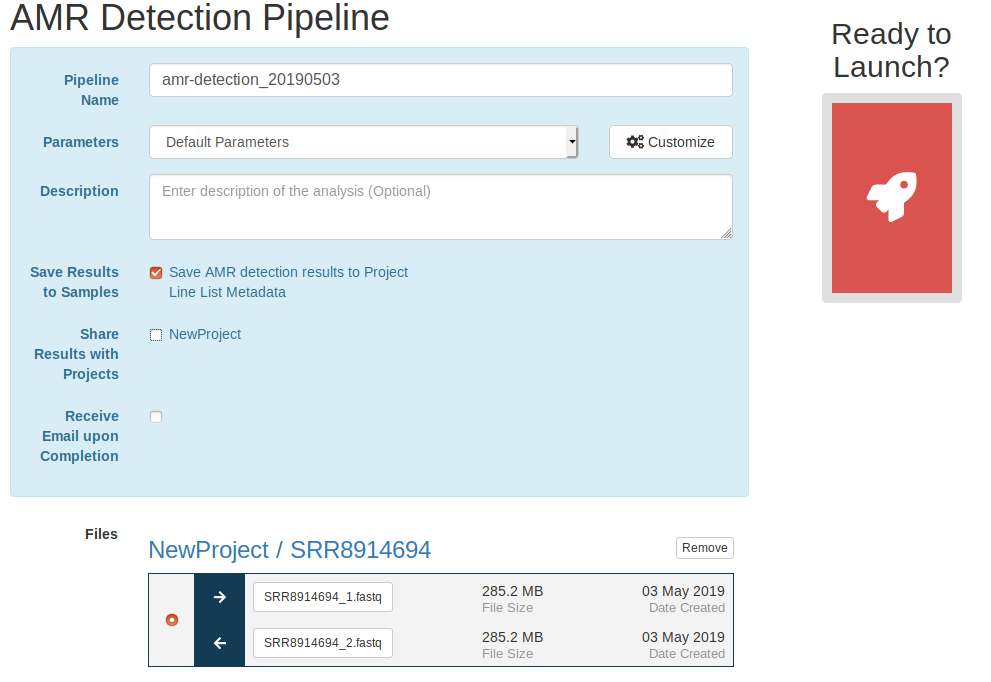 AMR Detection Pipeline
Ready to
Launch?
Pipeline
Name
amr-detection_20190503
Parameters
Default Parameters
Customize
Description
Enter description of the analysis (Optional)
Save Results
to Samples
Save AMR detection results to Project
Line List Metadata
Share
Results with
Projects
NewProject
Receive
Email upon
Completion
Files
NewProject / SRR8914694
Remove
SRR8914694_1.fastq
285.2 MB
File Size
03 May 2019
Date Created
SRR8914694_2.fastq
285.2 MB
File Size
03 May 2019
Date Created